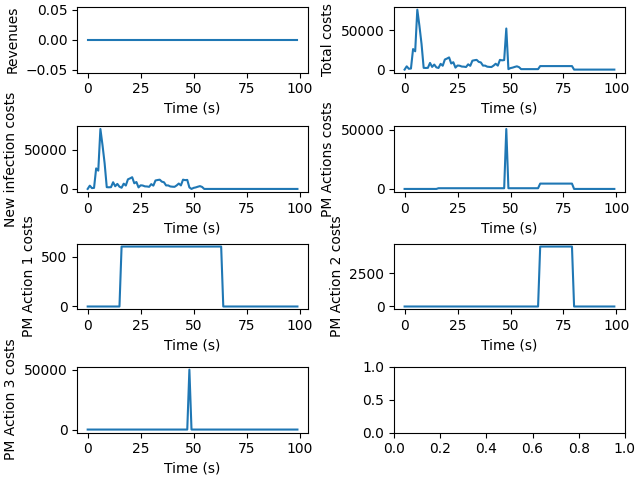 Revenues
0.05
0.00
−0.05
0 25 50 75 100
Time (s)
Total costs
50000
0
0 25 50 75 100
Time (s)
New infection costs
50000
0
0 25 50 75 100
Time (s)
PM Actions costs
50000
0
0 25 50 75 100
Time (s)
PM Action 1 costs
500
0
0 25 50 75 100
Time (s)
PM Action 2 costs
2500
0
0 25 50 75 100
Time (s)
PM Action 3 costs
50000
0
0 25 50 75 100
Time (s)
1.0
0.5
0.0
0.0 0.2 0.4 0.6 0.8 1.0